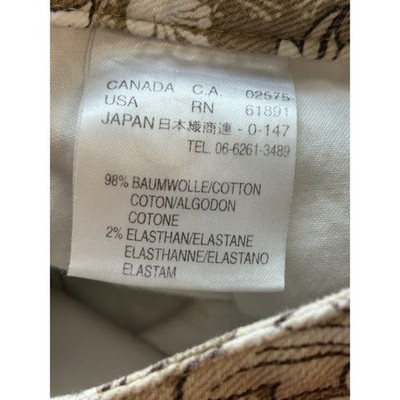 CANADA C.A. 02575
USA RN 61891
JAPAN 日本織商連 - 0-147
TEL. 06-6261-3489
98% BAUMWOLLE/COTTON
COTON/ALGODON
COTONE
2% ELASTHAN/ELASTANE
ELASTHANNE/ELASTANO
ELASTAM